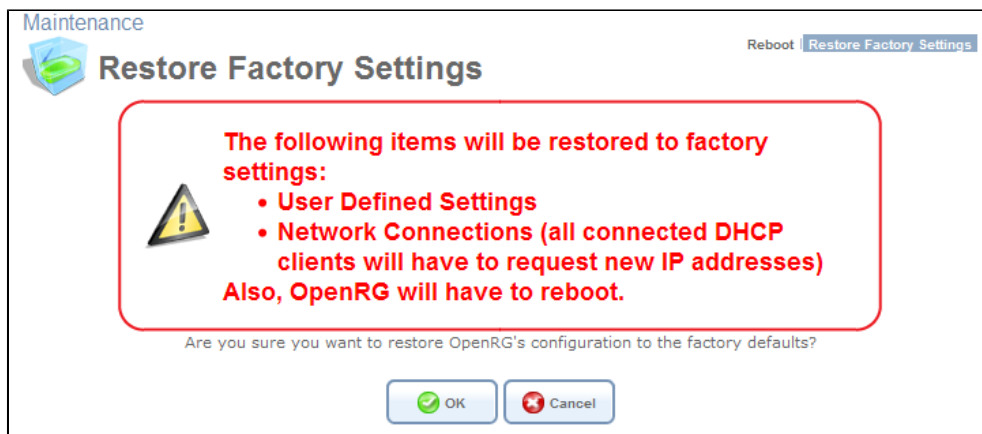 Maintenance
Reboot | Restore Factory Settings
Restore Factory Settings
The following items will be restored to factory
settings:
• User Defined Settings
• Network Connections (all connected DHCP
clients will have to request new IP addresses)
Also, OpenRG will have to reboot.
Are you sure you want to restore OpenRG's configuration to the factory defaults?
OK
Cancel